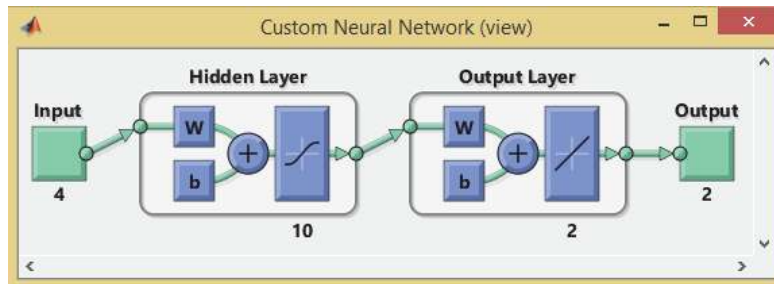 Custom Neural Network (view)
Hidden Layer
Output Layer
Input
Output
W
b
W
b
4
10
2
2